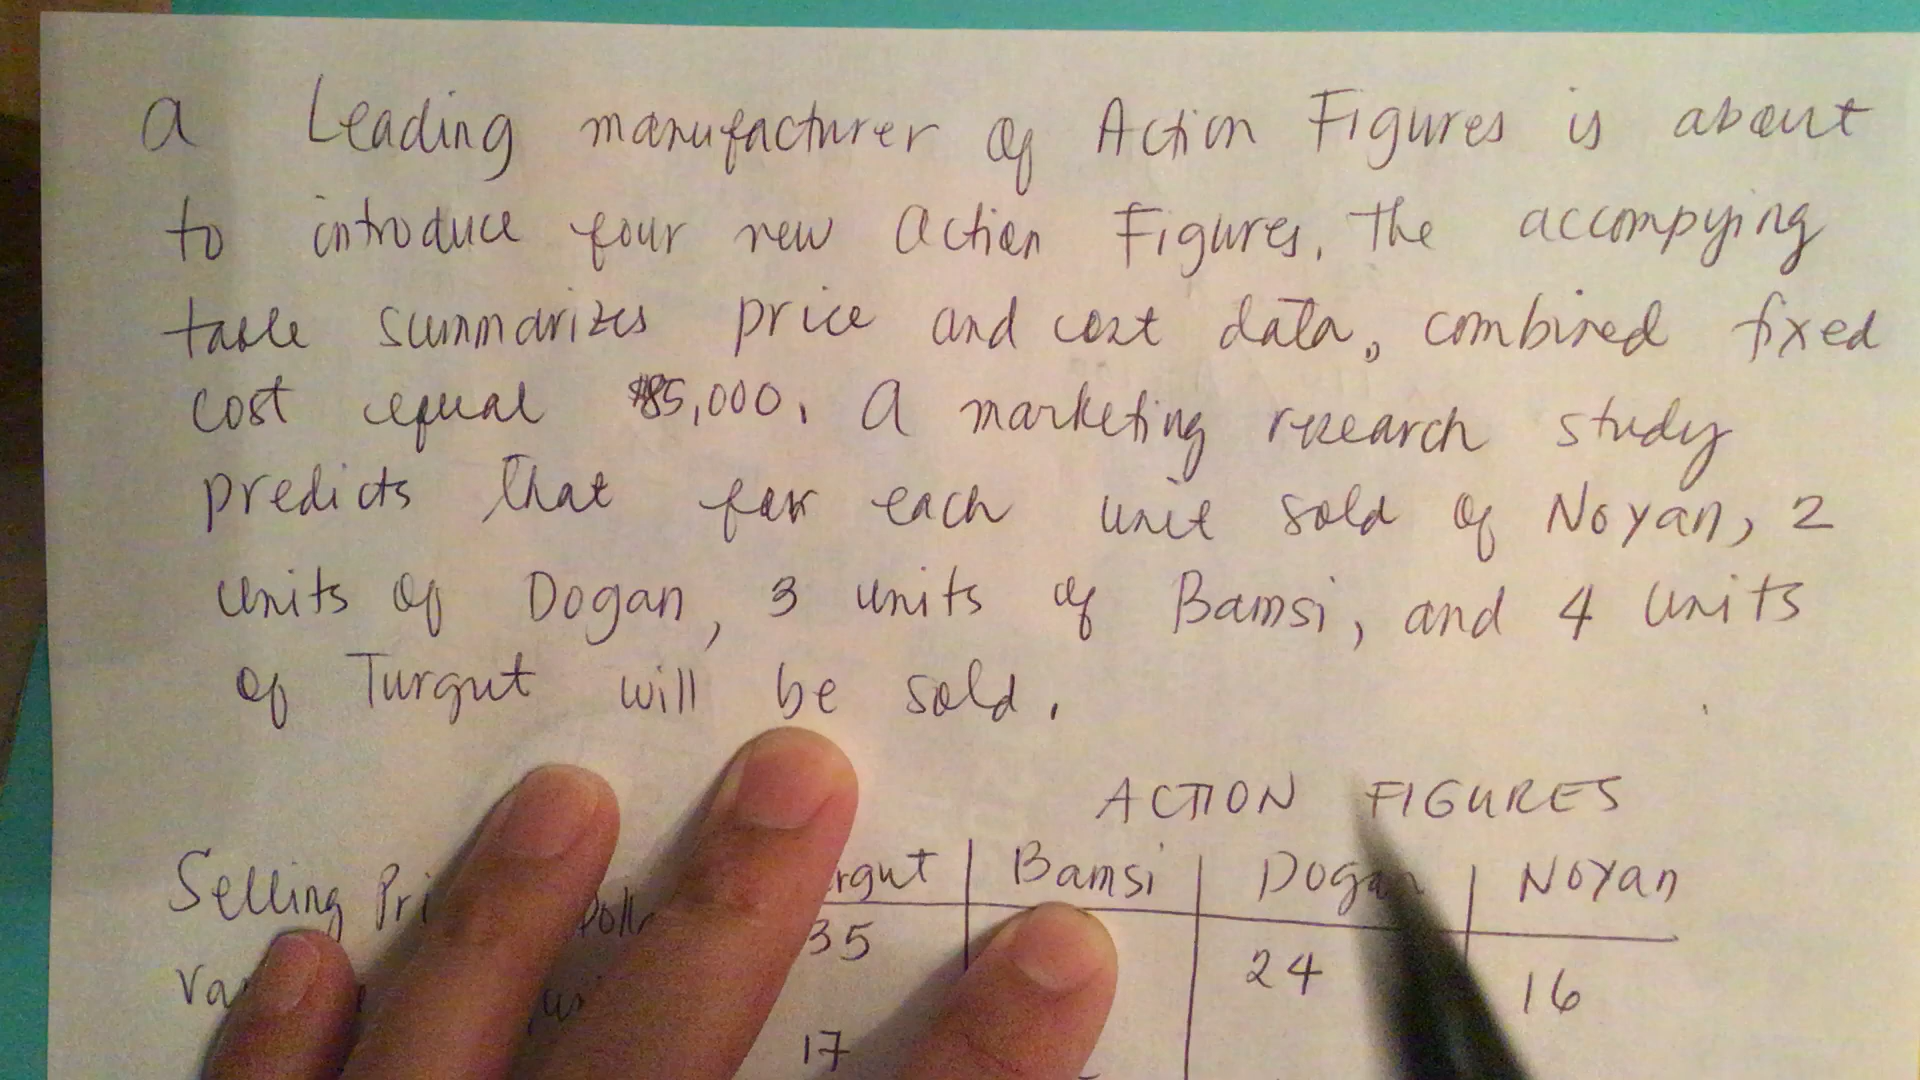 a Leading manufacturer of Action Figures is about
to introduce four new Action Figures. The accompying
table summarizes price and cost data, combined fixed
cost equal $85,000. A marketing research study
predicts that for each unit sold of Noyan, 2
units of Dogan, 3 units of Bamsi, and 4 units
of Turgut will be sold.
ACTION FIGURES
Selling Bamsi Noyan
35 24 16
17